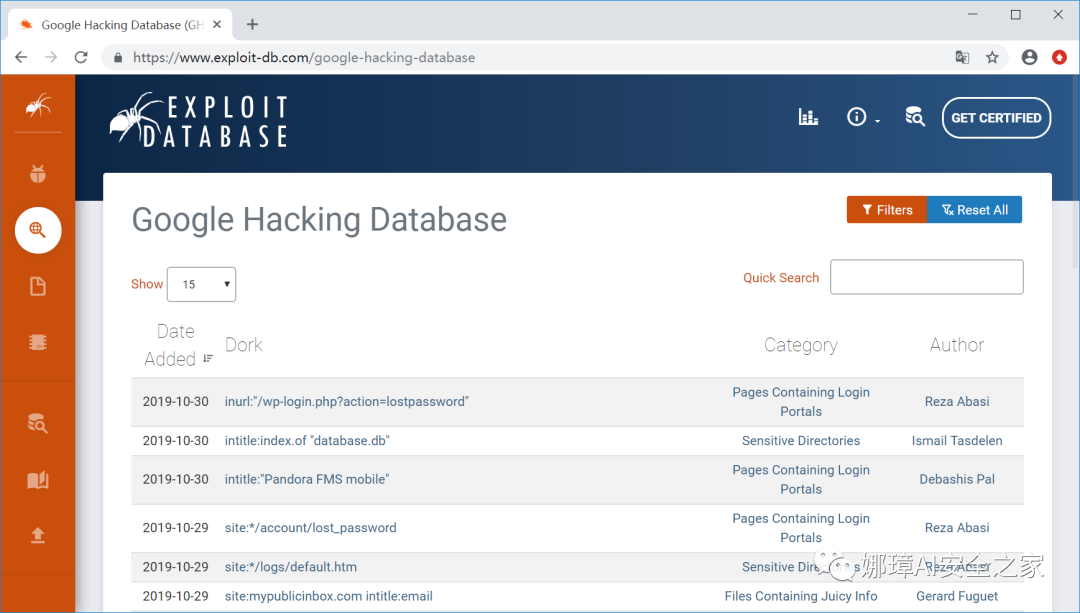 Google Hacking Database (GH
https://www.exploit-db.com/google-hacking-database
EXPLOIT
DATABASE
GET CERTIFIED
Google Hacking Database
Filters
Reset All
Show
15
Quick Search
Date
Added
Dork
Category
Author
2019-10-30 inurl:"/wp-login.php?action=lostpassword" Pages Containing Login Portals Reza Abasi
2019-10-30 intitle:index.of "database.db" Sensitive Directories Ismail Tasdelen
2019-10-30 intitle:"Pandora FMS mobile" Pages Containing Login Portals Debashis Pal
2019-10-29 site:*/account/lost_password Pages Containing Login Portals Reza Abasi
2019-10-29 site:*/logs/default.htm Sensitive
2019-10-29 site:mypublicinbox.com intitle:email Files Containing Juicy Info Gerard Fuguet
娜璋AI安全之家